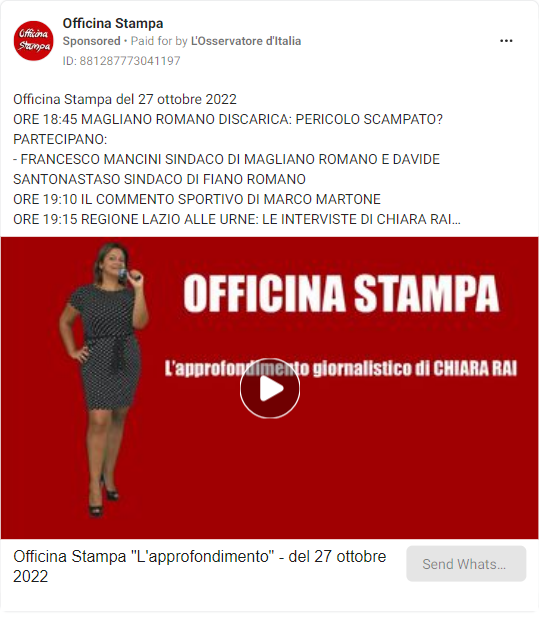 Officina
Stampa
Officina Stampa
Sponsored • Paid for by L'Osservatore d'Italia
ID: 881287773041197
Officina Stampa del 27 ottobre 2022
ORE 18:45 MAGLIANO ROMANO DISCARICA: PERICOLO SCAMPATO?
PARTECIPANO:
- FRANCESCO MANCINI SINDACO DI MAGLIANO ROMANO E DAVIDE
SANTONASTASO SINDACO DI FIANO ROMANO
ORE 19:10 IL COMMENTO SPORTIVO DI MARCO MARTONE
ORE 19:15 REGIONE LAZIO ALLE URNE: LE INTERVISTE DI CHIARA RAI…
OFFICINA STAMPA
L'approfondimento giornalistico di CHIARA RAI
Officina Stampa "L'approfondimento" - del 27 ottobre
2022
Send Whats…